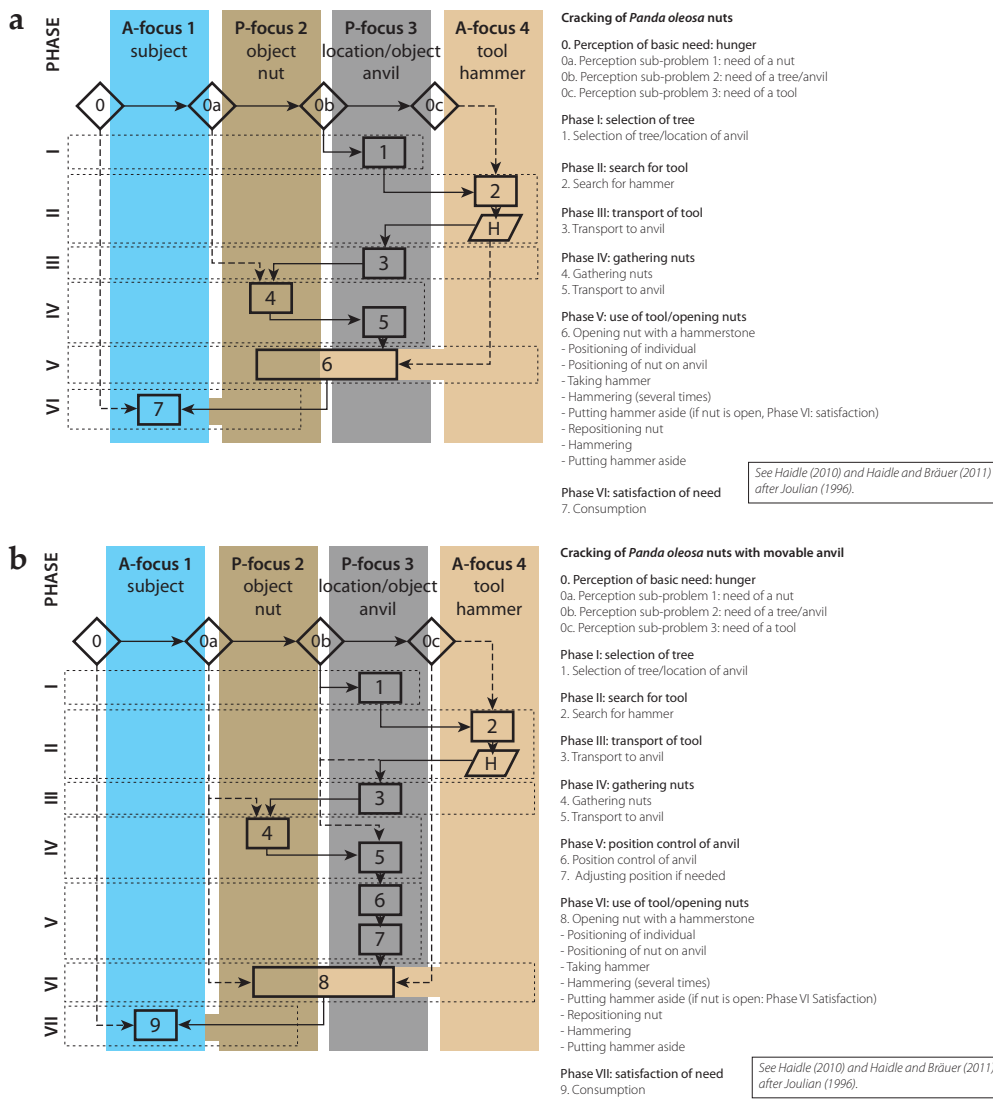 a
PHASE
A-focus 1
subject
P-focus 2
object
nut
P-focus 3
location/object
anvil
A-focus 4
tool
hammer
0
0a
0b
0c
I
1
II
2
H
III
3
IV
4
5
V
6
VI
7
Cracking of Panda oleosa nuts
0. Perception of basic need: hunger
0a. Perception sub-problem 1: need of a nut
0b. Perception sub-problem 2: need of a tree/anvil
0c. Perception sub-problem 3: need of a tool
Phase I: selection of tree
1. Selection of tree/location of anvil
Phase II: search for tool
2. Search for hammer
Phase III: transport of tool
3. Transport to anvil
Phase IV: gathering nuts
4. Gathering nuts
5. Transport to anvil
Phase V: use of tool/opening nuts
6. Opening nut with a hammerstone
- Positioning of individual
- Positioning of nut on anvil
- Taking hammer
- Hammering (several times)
- Putting hammer aside (if nut is open, Phase VI: satisfaction)
- Repositioning nut
- Hammering
- Putting hammer aside
Phase VI: satisfaction of need
7. Consumption
See Haidle (2010) and Haidle and Bräuer (2011)
after Joulian (1996).
b
PHASE
A-focus 1
subject
P-focus 2
object
nut
P-focus 3
location/object
anvil
A-focus 4
tool
hammer
0
0a
0b
0c
I
1
II
2
H
III
3
IV
4
5
V
6
7
VI
8
VII
9
Cracking of Panda oleosa nuts with movable anvil
0. Perception of basic need: hunger
0a. Perception sub-problem 1: need of a nut
0b. Perception sub-problem 2: need of a tree/anvil
0c. Perception sub-problem 3: need of a tool
Phase I: selection of tree
1. Selection of tree/location of anvil
Phase II: search for tool
2. Search for hammer
Phase III: transport of tool
3. Transport to anvil
Phase IV: gathering nuts
4. Gathering nuts
5. Transport to anvil
Phase V: position control of anvil
6. Position control of anvil
7. Adjusting position if needed
Phase VI: use of tool/opening nuts
8. Opening nut with a hammerstone
- Positioning of individual
- Positioning of nut on anvil
- Taking hammer
- Hammering (several times)
- Putting hammer aside (if nut is open: Phase VI Satisfaction)
- Repositioning nut
- Hammering
- Putting hammer aside
Phase VII: satisfaction of need
9. Consumption
See Haidle (2010) and Haidle and Bräuer (2011),
after Joulian (1996).